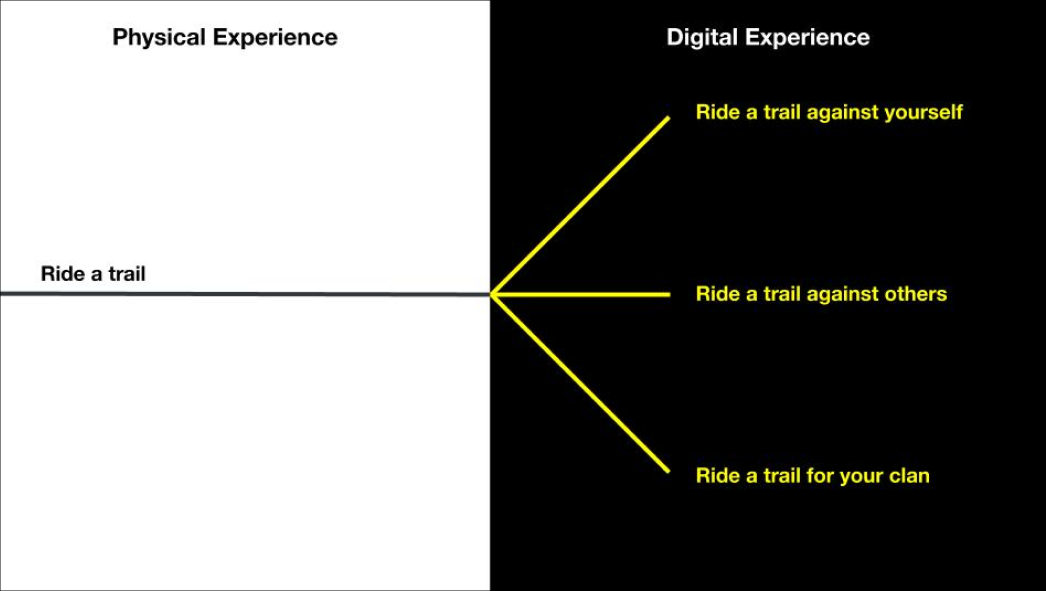 Physical Experience
Digital Experience
Ride a trail against yourself
Ride a trail
Ride a trail against others
Ride a trail for your clan